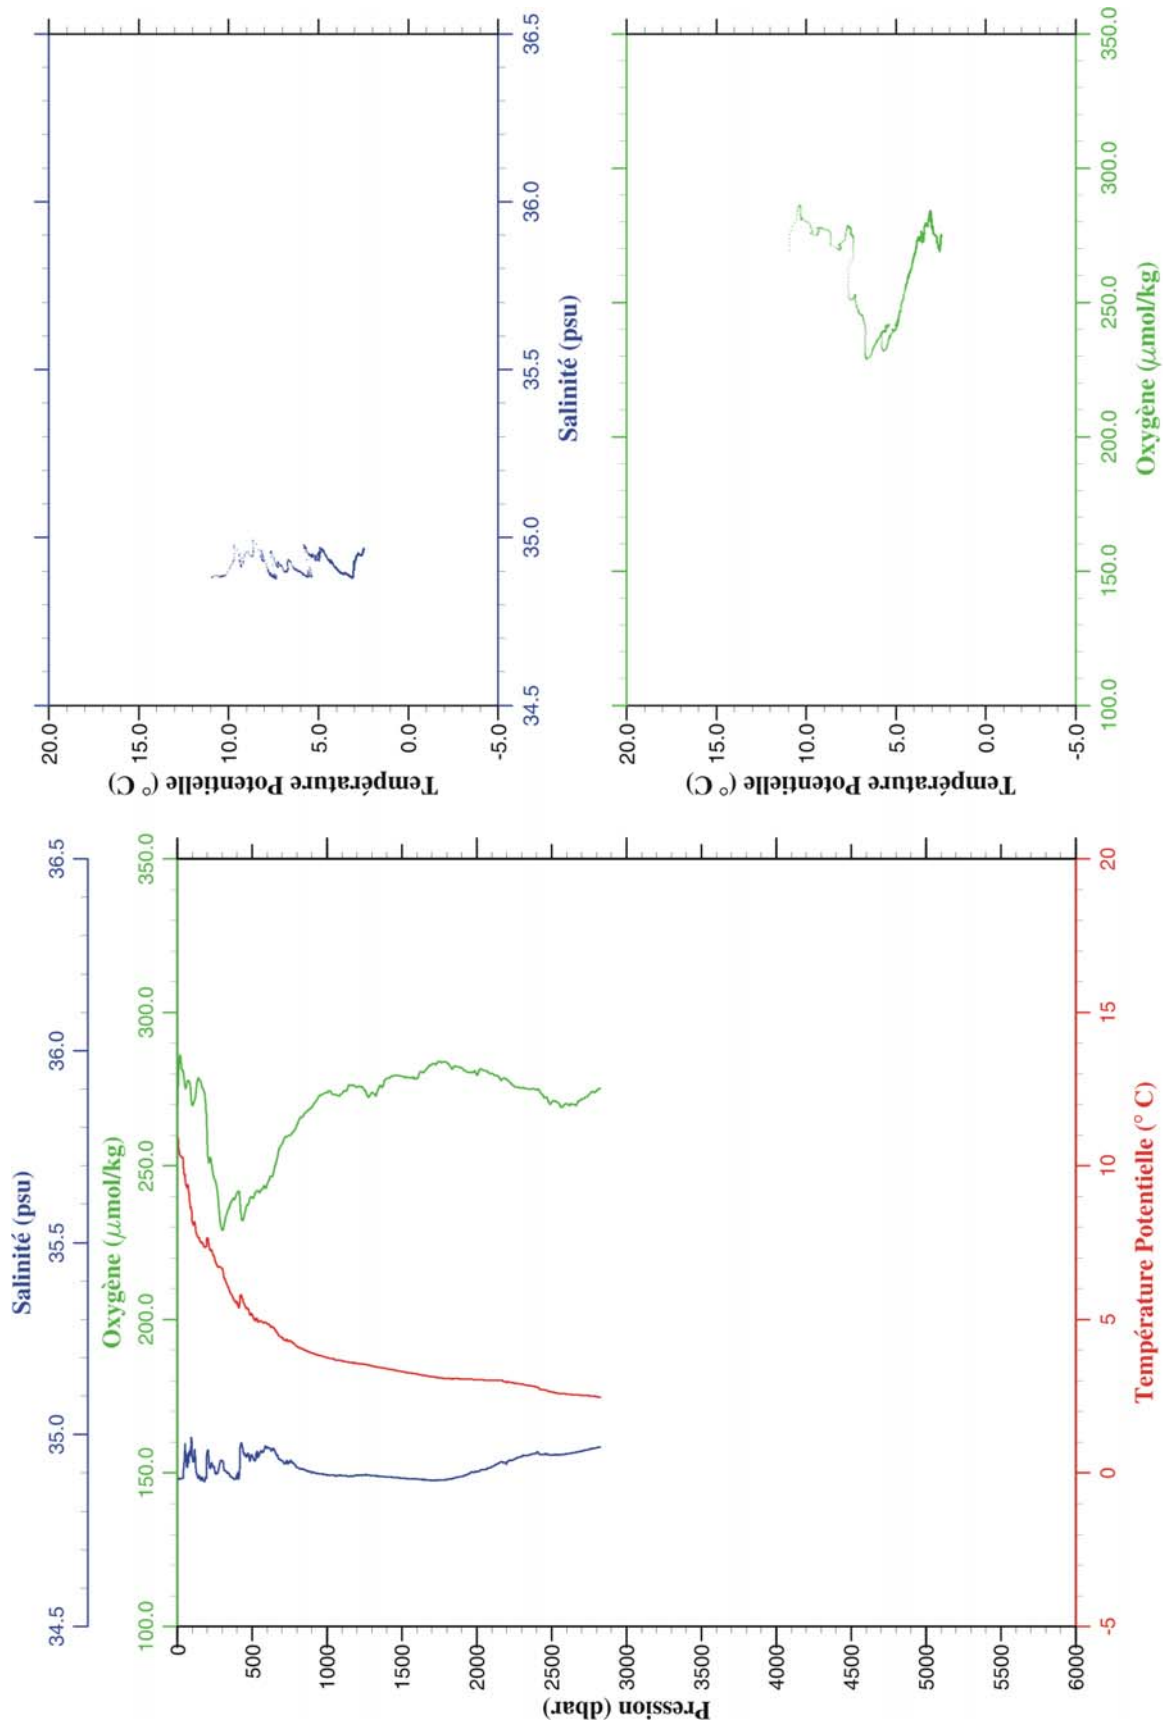 Salinité (psu)
34.5 35.0 35.5 36.0 36.5
Oxygène (μmol/kg)
100.0 150.0 200.0 250.0 300.0 350.0
Pression (dbar)
0
500
1000
1500
2000
2500
3000
3500
4000
4500
5000
5500
6000
-5 0 5 10 15 20
Température Potentielle (° C)
Température Potentielle (° C)
20.0
15.0
10.0
5.0
0.0
-5.0
34.5 35.0 35.5 36.0 36.5
Salinité (psu)
Température Potentielle (° C)
20.0
15.0
10.0
5.0
0.0
-5.0
100.0 150.0 200.0 250.0 300.0 350.0
Oxygène (μmol/kg)